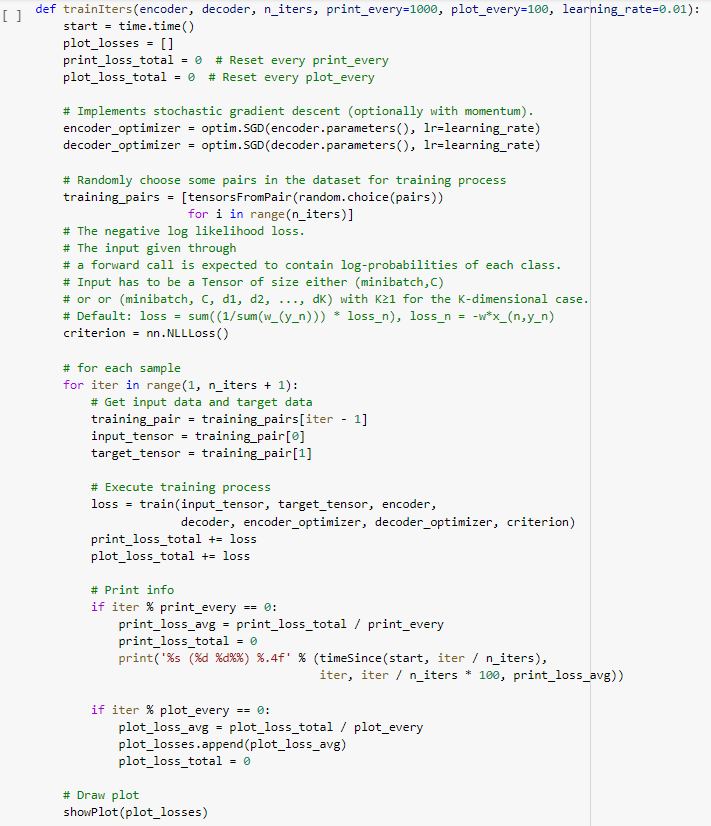 [ ]
def trainIters(encoder, decoder, n_iters, print_every=1000, plot_every=100, learning_rate=0.01):
    start = time.time()
    plot_losses = []
    print_loss_total = 0  # Reset every print_every
    plot_loss_total = 0  # Reset every plot_every

    # Implements stochastic gradient descent (optionally with momentum).
    encoder_optimizer = optim.SGD(encoder.parameters(), lr=learning_rate)
    decoder_optimizer = optim.SGD(decoder.parameters(), lr=learning_rate)

    # Randomly choose some pairs in the dataset for training process
    training_pairs = [tensorsFromPair(random.choice(pairs))
                      for i in range(n_iters)]
    # The negative log likelihood loss.
    # The input given through
    # a forward call is expected to contain log-probabilities of each class.
    # Input has to be a Tensor of size either (minibatch,C)
    # or or (minibatch, C, d1, d2, ..., dK) with K≥1 for the K-dimensional case.
    # Default: loss = sum((1/sum(w_(y_n))) * loss_n), loss_n = -w*x_(n,y_n)
    criterion = nn.NLLLoss()

    # for each sample
    for iter in range(1, n_iters + 1):
        # Get input data and target data
        training_pair = training_pairs[iter - 1]
        input_tensor = training_pair[0]
        target_tensor = training_pair[1]

        # Execute training process
        loss = train(input_tensor, target_tensor, encoder,
                     decoder, encoder_optimizer, decoder_optimizer, criterion)
        print_loss_total += loss
        plot_loss_total += loss

        # Print info
        if iter % print_every == 0:
            print_loss_avg = print_loss_total / print_every
            print_loss_total = 0
            print('%s (%d %d%%) %.4f' % (timeSince(start, iter / n_iters),
                                         iter, iter / n_iters * 100, print_loss_avg))

        if iter % plot_every == 0:
            plot_loss_avg = plot_loss_total / plot_every
            plot_losses.append(plot_loss_avg)
            plot_loss_total = 0

    # Draw plot
    showPlot(plot_losses)